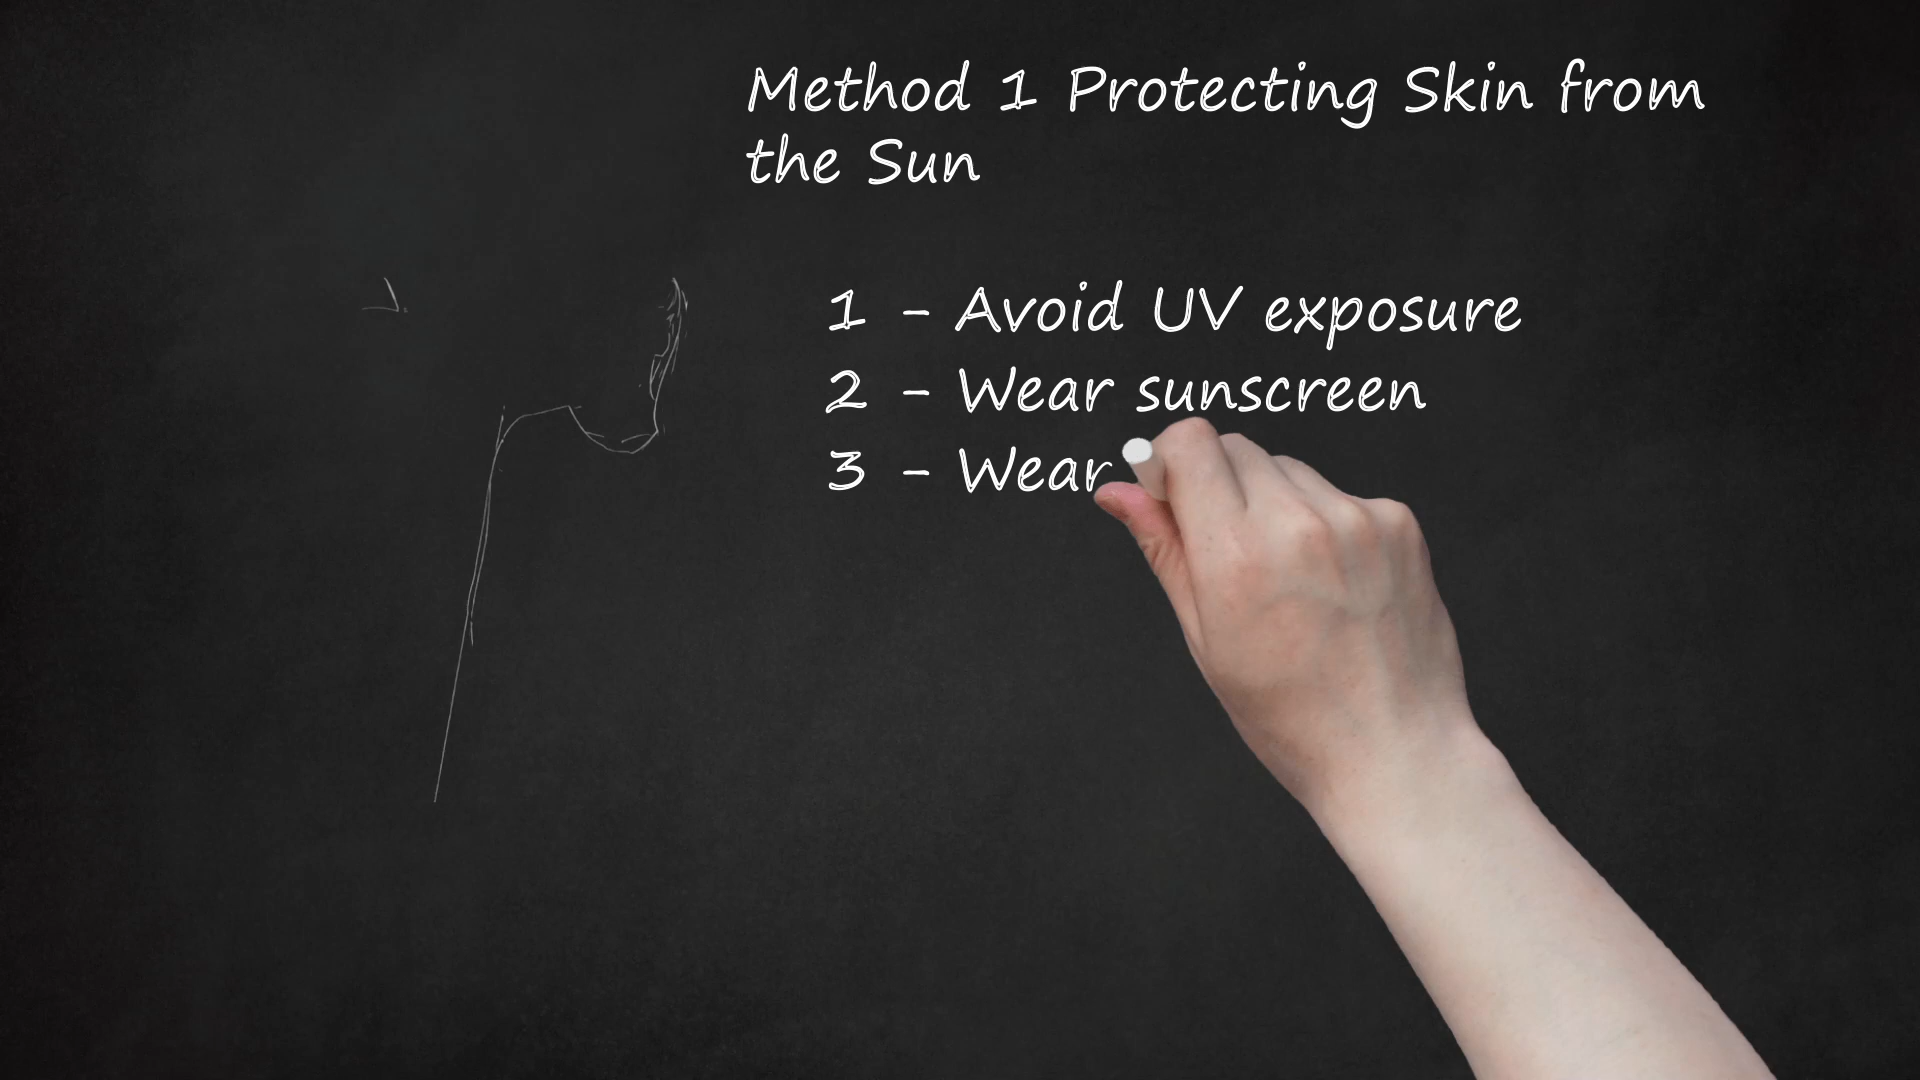 Method 1 Protecting Skin from
the Sun
1 - Avoid UV exposure
2 - Wear sunscreen
3 - Wear